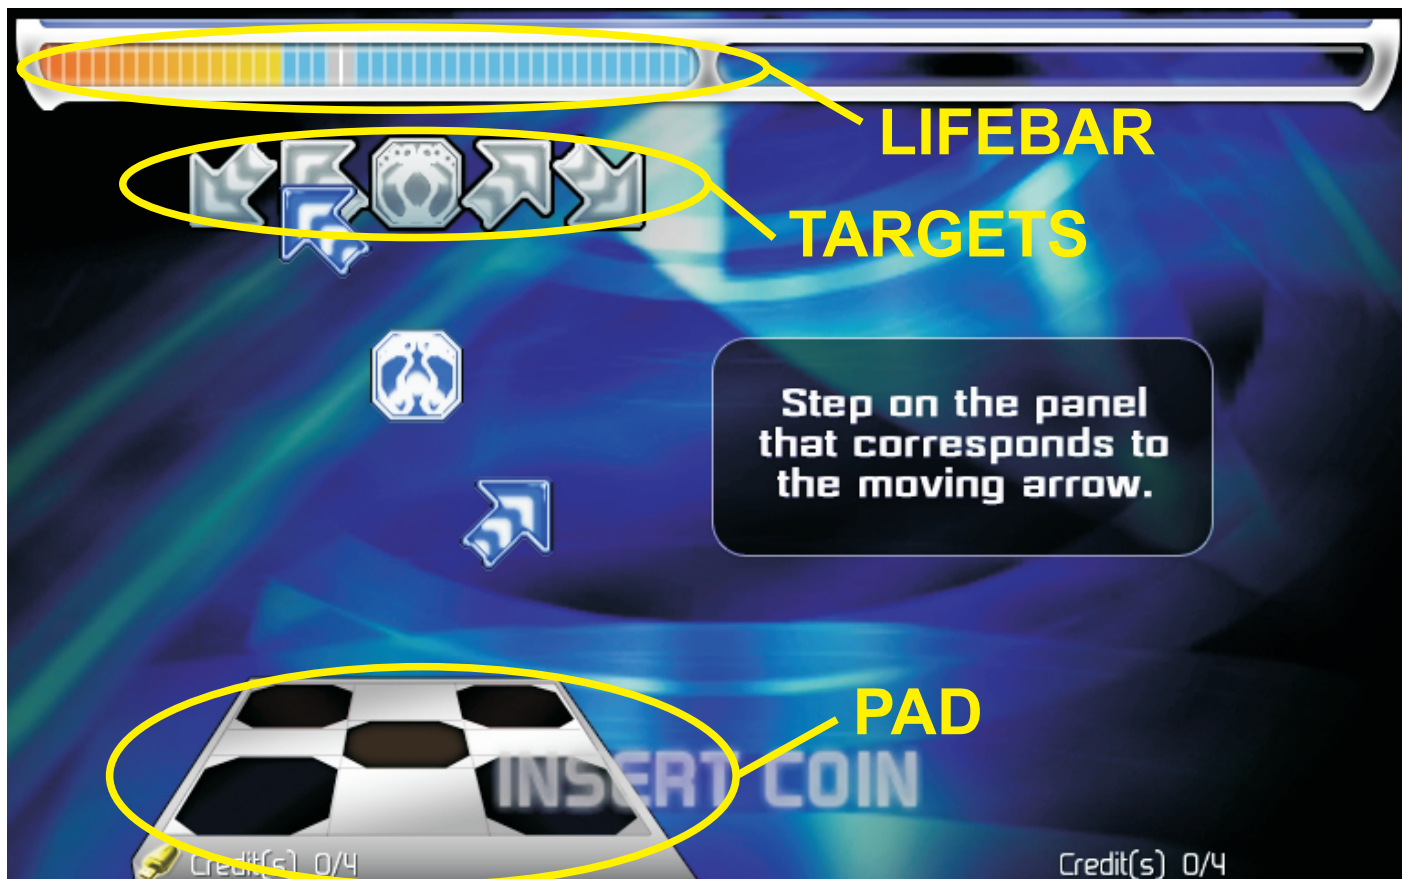 LIFEBAR
TARGETS
Step on the panel
that corresponds to
the moving arrow.
PAD
INSERT COIN
Credit(s) 0/4
Credit(s) 0/4